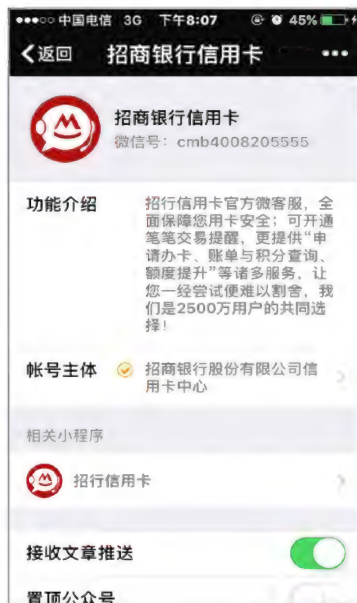 中国电信 3G 下午8:07 45%
返回 招商银行信用卡
招商银行信用卡
微信号: cmb4008205555
功能介绍
招行信用卡官方微客服，全
面保障您用卡安全；可开通
笔笔交易提醒，更提供“申
请办卡、账单与积分查询、
额度提升”等诸多服务，让
您一经尝试便难以割舍，我
们是2500万用户的共同选
择！
帐号主体
招商银行股份有限公司信
用卡中心
相关小程序
招行信用卡
接收文章推送
置顶公众号